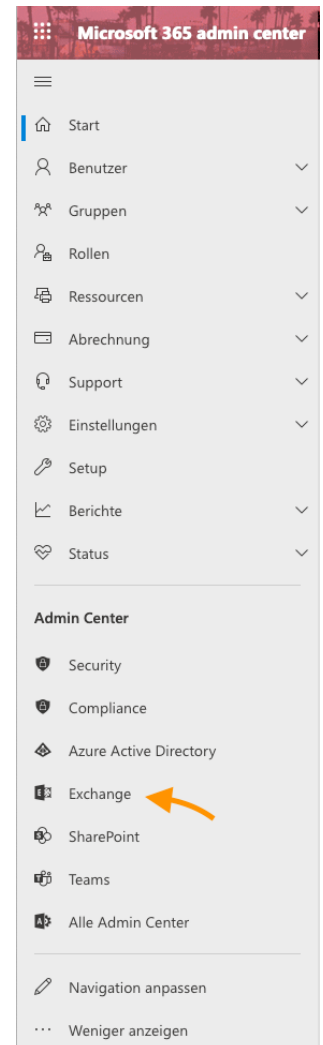 Microsoft 365 admin center
Start
Benutzer
Gruppen
Rollen
Ressourcen
Abrechnung
Support
Einstellungen
Setup
Berichte
Status
Admin Center
Security
Compliance
Azure Active Directory
Exchange
SharePoint
Teams
Alle Admin Center
Navigation anpassen
Weniger anzeigen